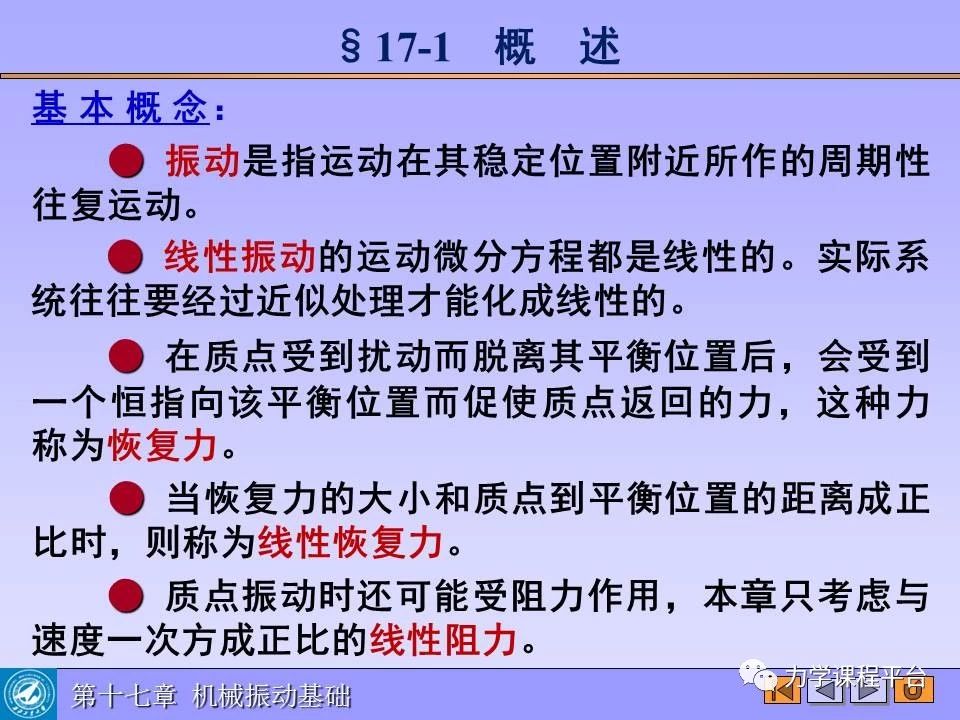 §17-1 概 述
基 本 概 念：
● 振动是指运动在其稳定位置附近所作的周期性
往复运动。
● 线性振动的运动微分方程都是线性的。实际系
统往往要经过近似处理才能化成线性的。
● 在质点受到扰动而脱离其平衡位置后，会受到
一个恒指向该平衡位置而促使质点返回的力，这种力
称为恢复力。
● 当恢复力的大小和质点到平衡位置的距离成正
比时，则称为线性恢复力。
● 质点振动时还可能受阻力作用，本章只考虑与
速度一次方成正比的线性阻力。
第十七章 机械振动基础
力学课程平台